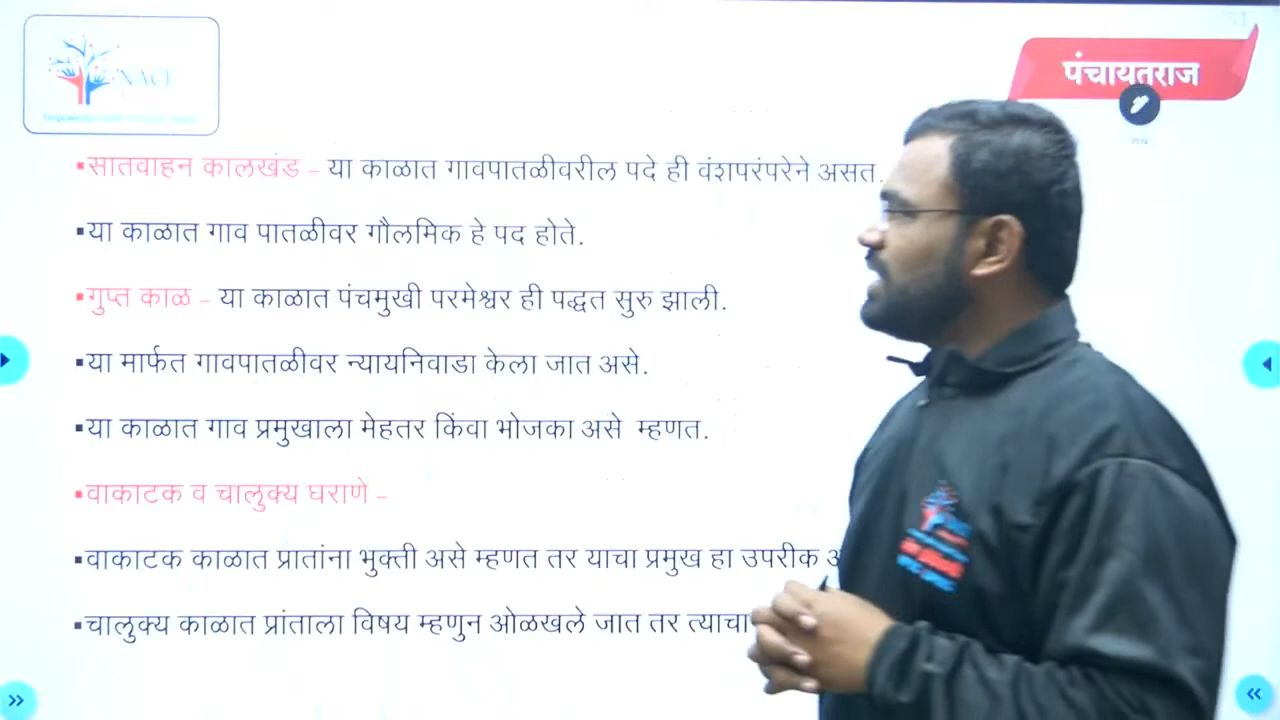 पंचायतराज
PEN
▪सातवाहन कालखंड – या काळात गावपातळीवरील पदे ही वंशपरंपरेने असत.
▪या काळात गाव पातळीवर गौलमिक हे पद होते.
▪गुप्त काळ – या काळात पंचमुखी परमेश्वर ही पद्धत सुरु झाली.
▪या मार्फत गावपातळीवर न्यायनिवाडा केला जात असे.
▪या काळात गाव प्रमुखाला मेहतर किंवा भोजका असे म्हणत.
▪वाकाटक व चालुक्य घराणे –
▪वाकाटक काळात प्रातांना भुक्ती असे म्हणत तर याचा प्रमुख हा उपरीक
▪चालुक्य काळात प्रांताला विषय म्हणुन ओळखले जात तर त्याचा